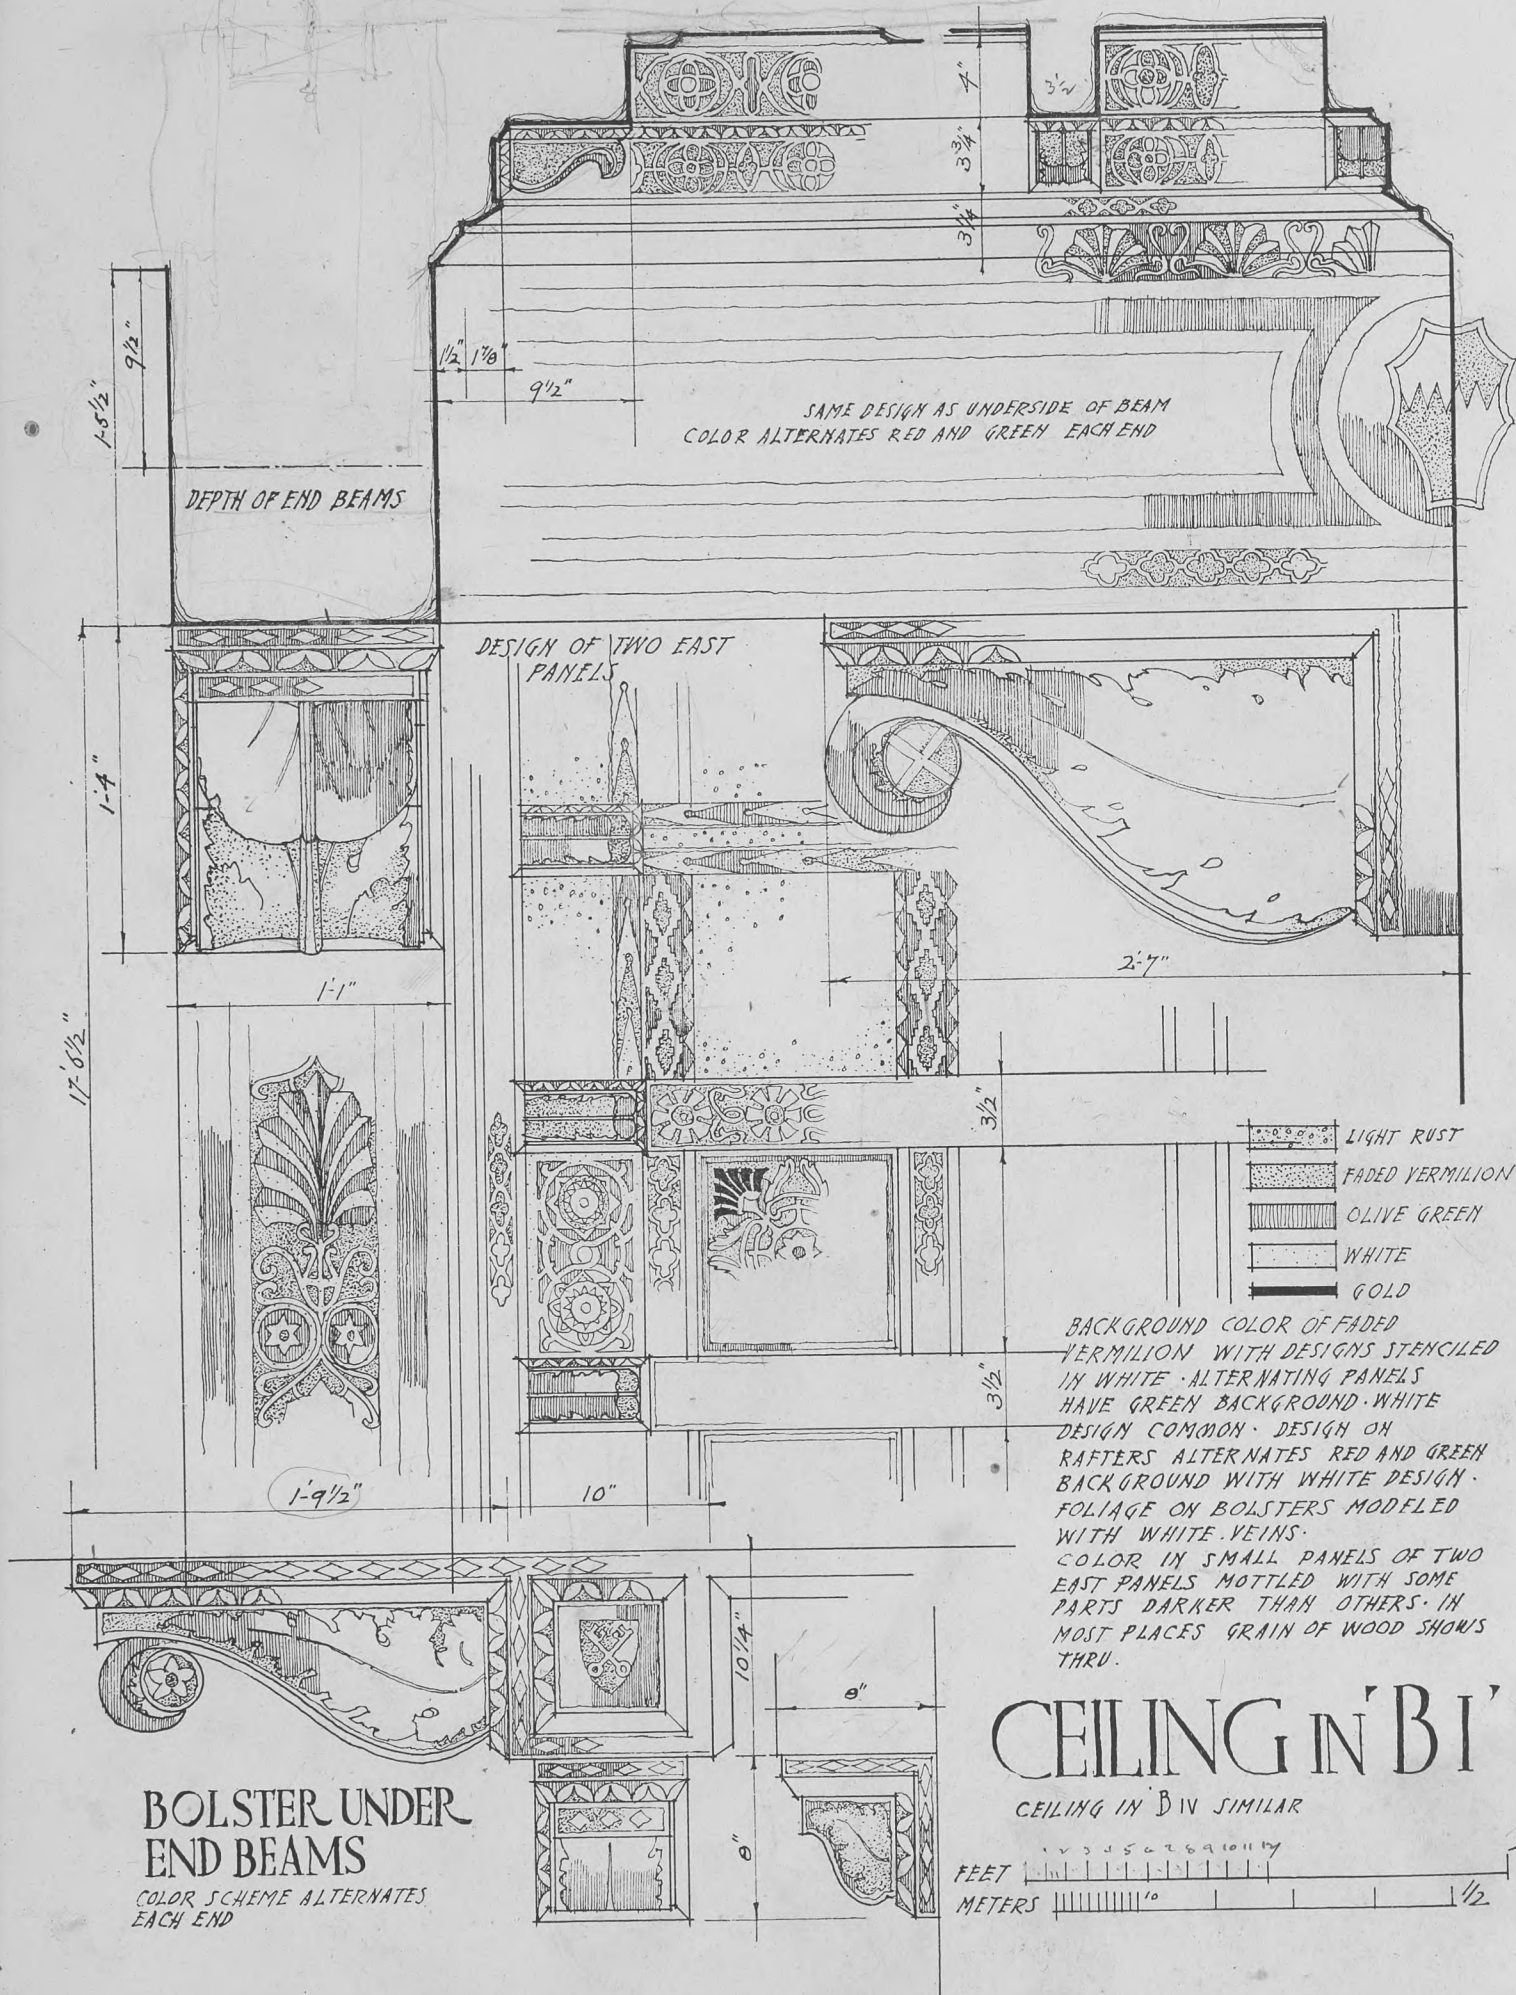 4"
3½
3¾"
3¼"
9½"
1'-5½"
1½"
1⅞"
9½"
SAME DESIGN AS UNDERSIDE OF BEAM
COLOR ALTERNATES RED AND GREEN EACH END
DEPTH OF END BEAMS
DESIGN OF TWO EAST
PANELS
1'-4"
2'-7"
1'-1"
17'-6½"
3½"
LIGHT RUST
FADED VERMILION
OLIVE GREEN
WHITE
GOLD
3½"
BACKGROUND COLOR OF FADED
VERMILION WITH DESIGNS STENCILED
IN WHITE · ALTERNATING PANELS
HAVE GREEN BACKGROUND · WHITE
DESIGN COMMON · DESIGN ON
RAFTERS ALTERNATES RED AND GREEN
BACKGROUND WITH WHITE DESIGN ·
FOLIAGE ON BOLSTERS MODELED
WITH WHITE VEINS ·
COLOR IN SMALL PANELS OF TWO
EAST PANELS MOTTLED WITH SOME
PARTS DARKER THAN OTHERS · IN
MOST PLACES GRAIN OF WOOD SHOWS
THRU.
1'-9½"
10"
10¼"
8"
8"
CEILING IN 'B I'
CEILING IN B IV SIMILAR
BOLSTER UNDER
END BEAMS
COLOR SCHEME ALTERNATES
EACH END
FEET
METERS 10 1/2